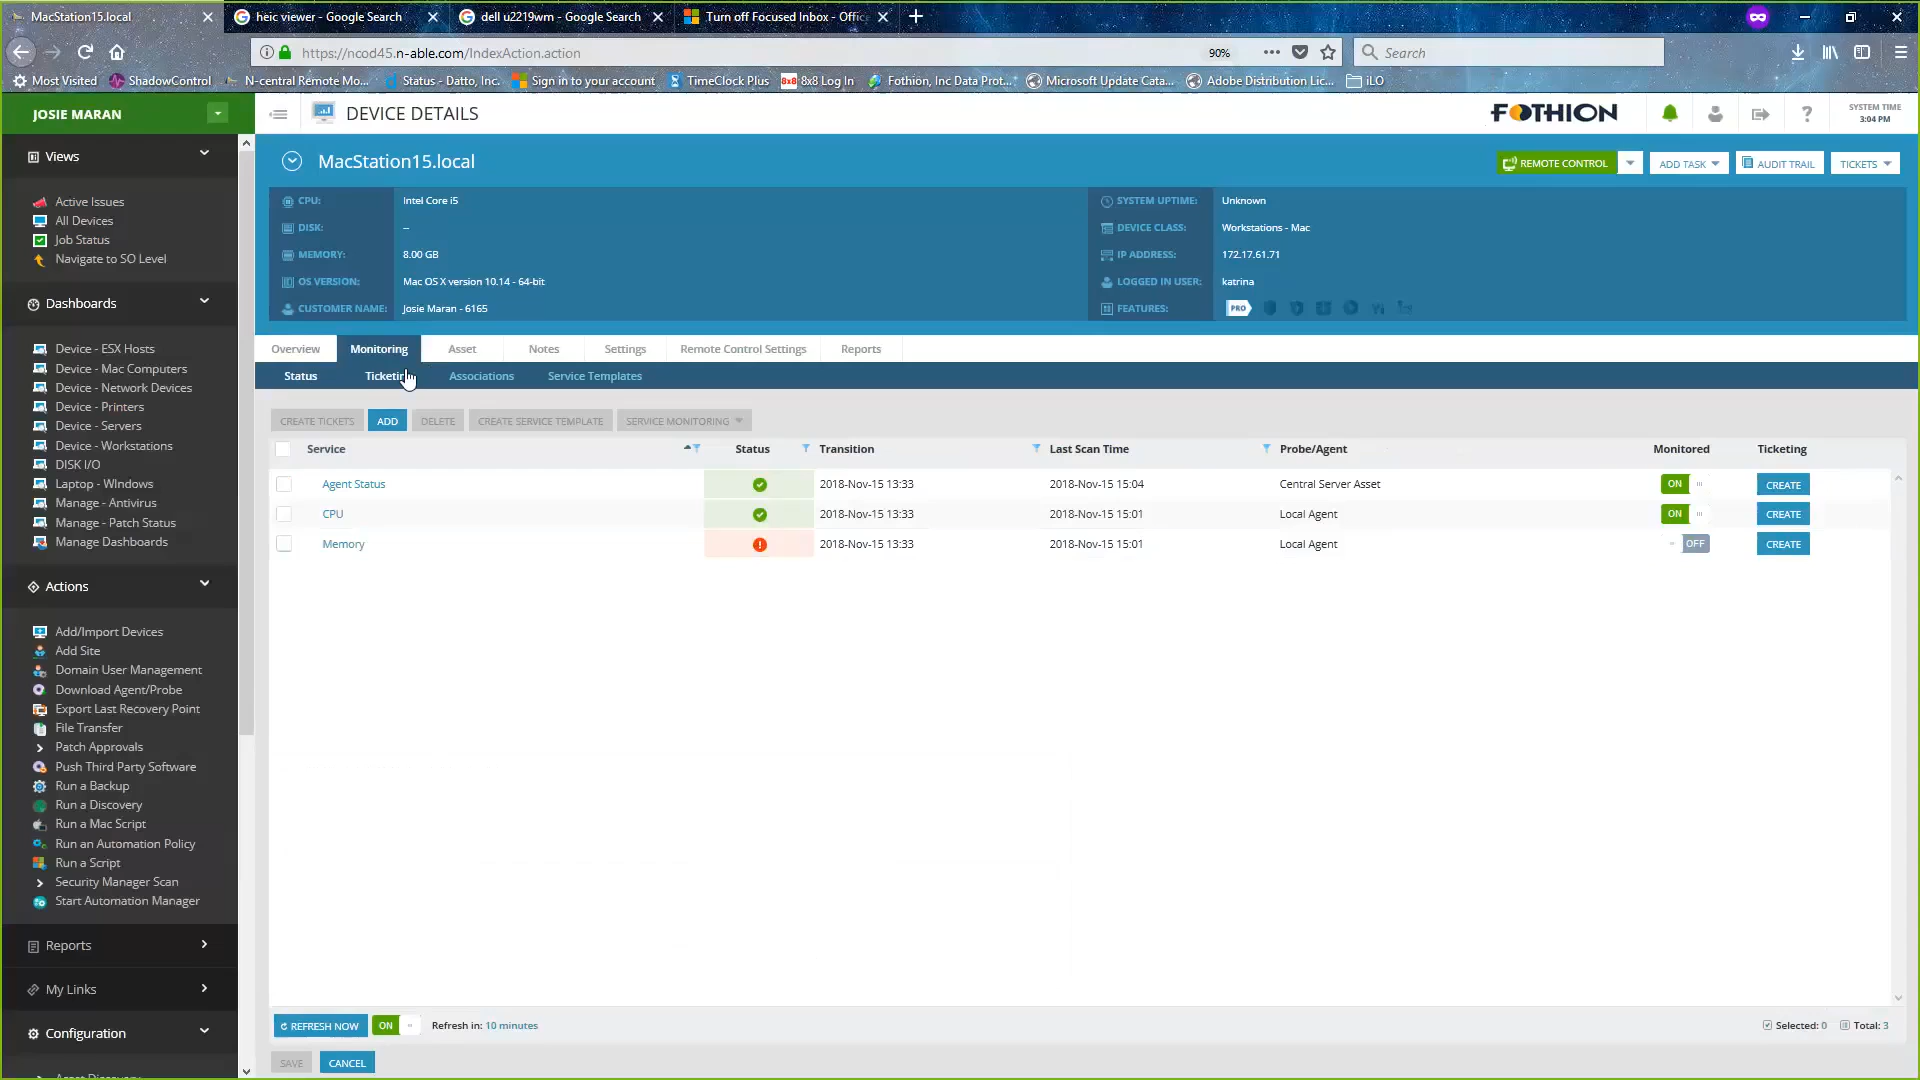 MacStation15.local
heic viewer - Google Search
dell u2219wm - Google Search
Turn off Focused Inbox - Offic
https://ncod45.n-able.com/IndexAction.action
90%
Search
Most Visited
ShadowControl
N-central Remote Mo...
Status - Datto, Inc.
Sign in to your account
TimeClock Plus
8x8 8x8 Log In
Fothion, Inc Data Prot...
Microsoft Update Cata...
Adobe Distribution Lic...
iLO
JOSIE MARAN
DEVICE DETAILS
FOTHION
?
SYSTEM TIME
3:04 PM
Views
Active Issues
All Devices
Job Status
Navigate to SO Level
Dashboards
Device - ESX Hosts
Device - Mac Computers
Device - Network Devices
Device - Printers
Device - Servers
Device - Workstations
DISK I/O
Laptop - WIndows
Manage - Antivirus
Manage - Patch Status
Manage Dashboards
Actions
Add/Import Devices
Add Site
Domain User Management
Download Agent/Probe
Export Last Recovery Point
File Transfer
Patch Approvals
Push Third Party Software
Run a Backup
Run a Discovery
Run a Mac Script
Run an Automation Policy
Run a Script
Security Manager Scan
Start Automation Manager
Reports
My Links
Configuration
MacStation15.local
REMOTE CONTROL
ADD TASK
AUDIT TRAIL
TICKETS
CPU: Intel Core i5
DISK: --
MEMORY: 8.00 GB
OS VERSION: Mac OS X version 10.14 - 64-bit
CUSTOMER NAME: Josie Maran - 6165
SYSTEM UPTIME: Unknown
DEVICE CLASS: Workstations - Mac
IP ADDRESS: 172.17.61.71
LOGGED IN USER: katrina
FEATURES: PRO
Overview Monitoring Asset Notes Settings Remote Control Settings Reports
Status Ticketing Associations Service Templates
CREATE TICKETS ADD DELETE CREATE SERVICE TEMPLATE SERVICE MONITORING
Service Status Transition Last Scan Time Probe/Agent Monitored Ticketing
Agent Status 2018-Nov-15 13:33 2018-Nov-15 15:04 Central Server Asset ON CREATE
CPU 2018-Nov-15 13:33 2018-Nov-15 15:01 Local Agent ON CREATE
Memory 2018-Nov-15 13:33 2018-Nov-15 15:01 Local Agent OFF CREATE
REFRESH NOW ON Refresh in: 10 minutes
Selected: 0 Total: 3
SAVE CANCEL